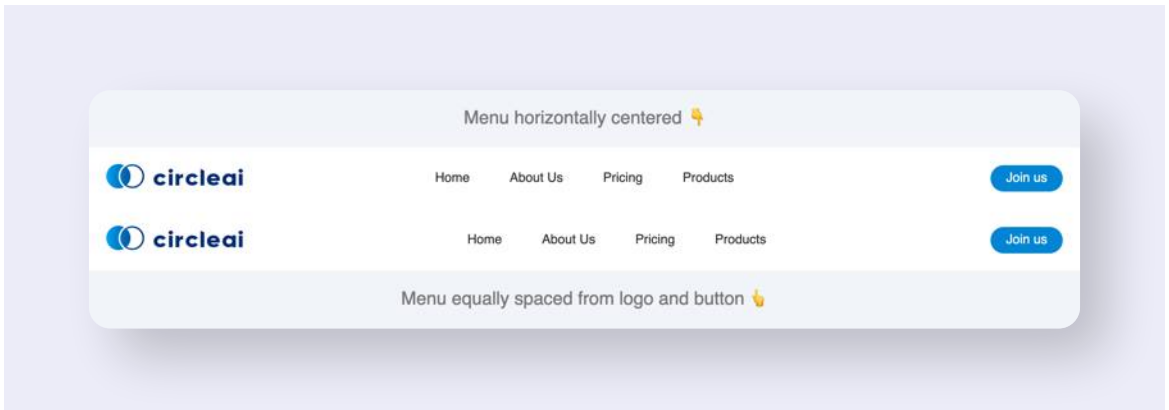 Menu horizontally centered 👇
circleai Home About Us Pricing Products Join us
circleai Home About Us Pricing Products Join us
Menu equally spaced from logo and button 👆